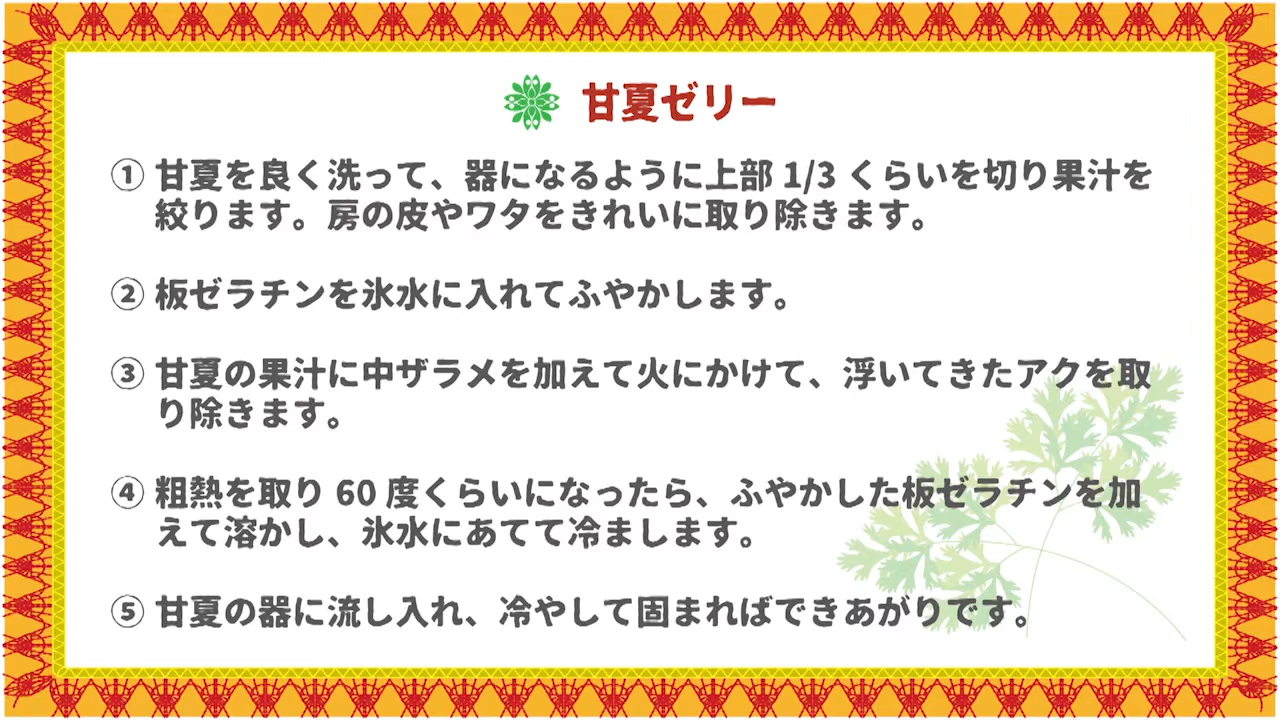 甘夏ゼリー
① 甘夏を良く洗って、器になるように上部 1/3 くらいを切り果汁を
絞ります。房の皮やワタをきれいに取り除きます。
② 板ゼラチンを氷水に入れてふやかします。
③ 甘夏の果汁に中ザラメを加えて火にかけて、浮いてきたアクを取
り除きます。
④ 粗熱を取り 60 度くらいになったら、ふやかした板ゼラチンを加
えて溶かし、氷水にあてて冷まします。
⑤ 甘夏の器に流し入れ、冷やして固まればできあがりです。